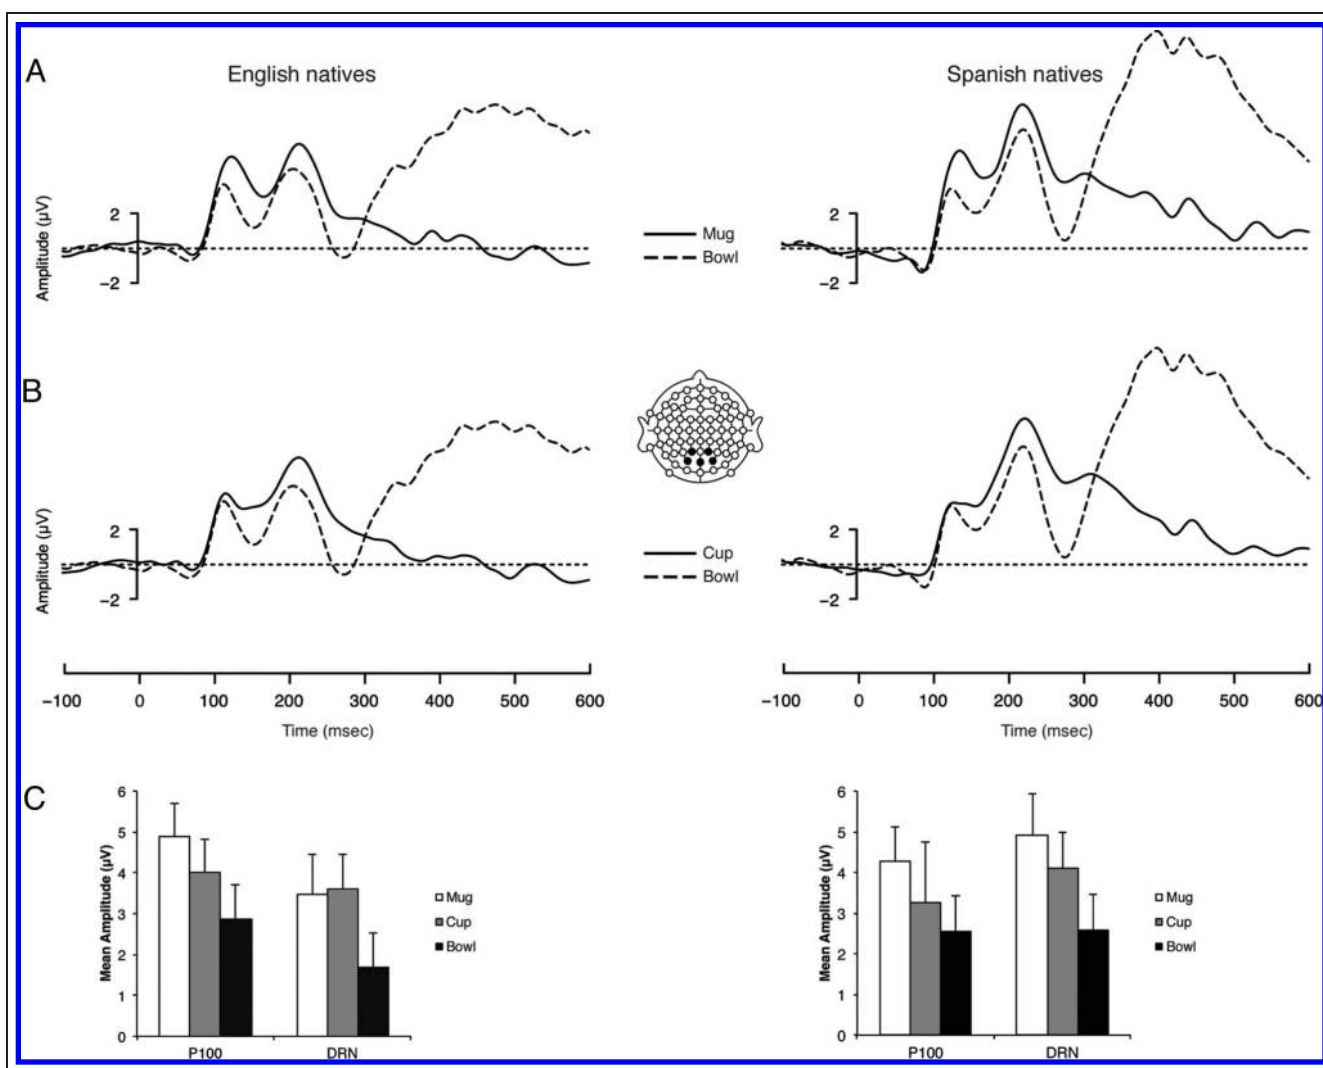 A
English natives
Spanish natives
Amplitude (µV)
2
−2
Mug
Bowl
2
−2
B
Amplitude (µV)
2
−2
Cup
Bowl
2
−2
−100 0 100 200 300 400 500 600
Time (msec)
−100 0 100 200 300 400 500 600
Time (msec)
C
Mean Amplitude (µV)
6
5
4
3
2
1
0
P100 DRN
Mug
Cup
Bowl
Mean Amplitude (µV)
6
5
4
3
2
1
0
P100 DRN
Mug
Cup
Bowl